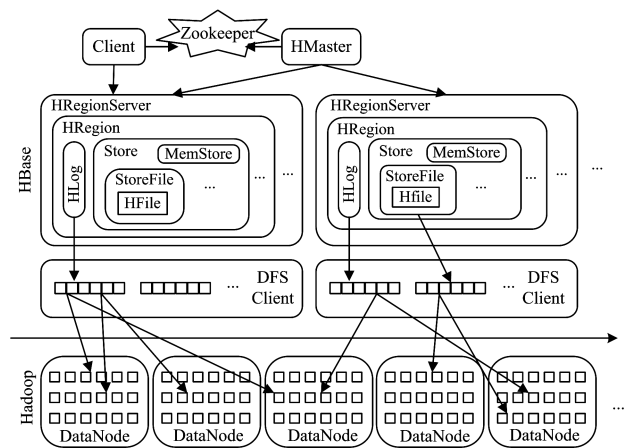 Zookeeper
Client
HMaster
HBase
HRegionServer
HRegion
HLog
Store
MemStore
StoreFile
HFile
...
...
...
HRegionServer
HRegion
HLog
Store
MemStore
StoreFile
Hfile
...
...
...
...
... DFS
Client
... DFS
Client
Hadoop
DataNode
DataNode
DataNode
DataNode
DataNode
...